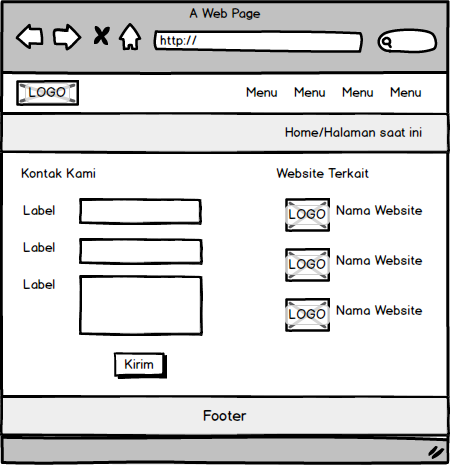 A Web Page
http://
LOGO
Menu Menu Menu Menu
Home/Halaman saat ini
Kontak Kami
Label
Label
Label
Kirim
Website Terkait
LOGO Nama Website
LOGO Nama Website
LOGO Nama Website
Footer